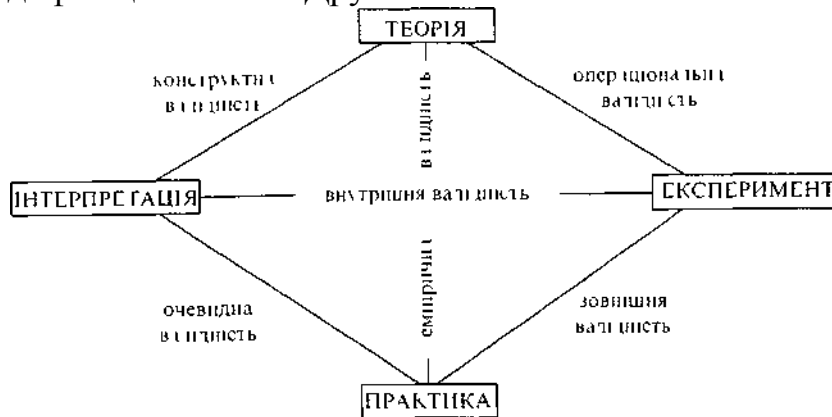 ТЕОРІЯ
конструктна
валідність
операціональна
валідність
валідність
ІНТЕРПРЕТАЦІЯ
внутрішня валідність
ЕКСПЕРИМЕНТ
емпірична
очевидна
валідність
зовнішня
валідність
ПРАКТИКА